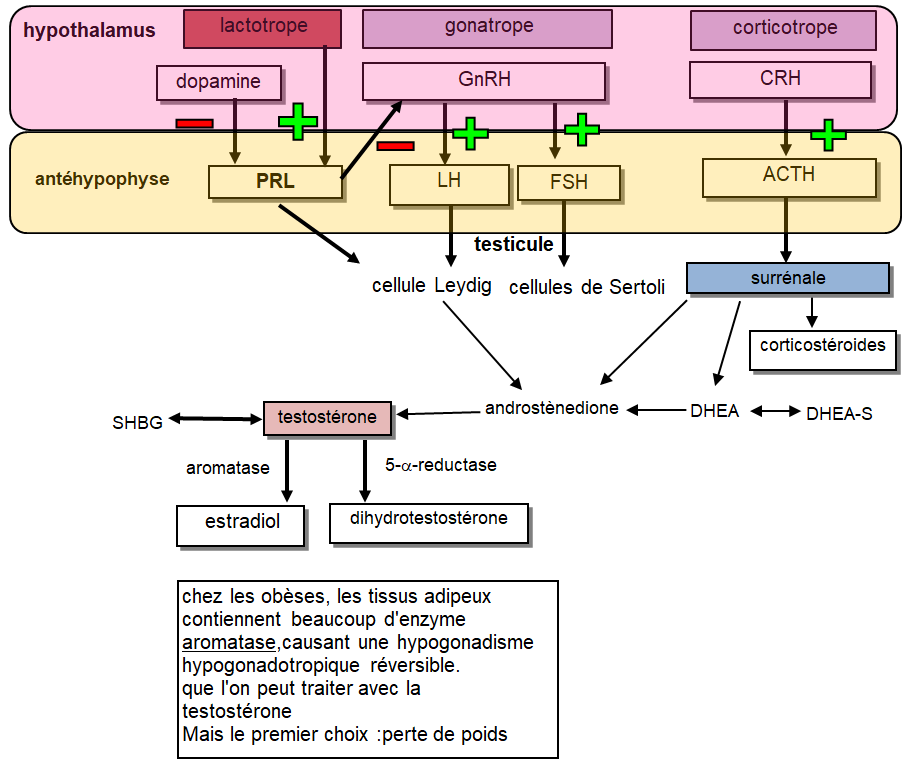 hypothalamus
lactotrope
gonatrope
corticotrope
dopamine
GnRH
CRH
antéhypophyse
PRL
LH
FSH
ACTH
testicule
cellule Leydig
cellules de Sertoli
surrénale
corticostéroides
SHBG
testostérone
androstènedione
DHEA
DHEA-S
aromatase
5-α-reductase
estradiol
dihydrotestostérone
chez les obèses, les tissus adipeux
contiennent beaucoup d'enzyme
aromatase,causant une hypogonadisme
hypogonadotropique réversible.
que l'on peut traiter avec la
testostérone
Mais le premier choix :perte de poids